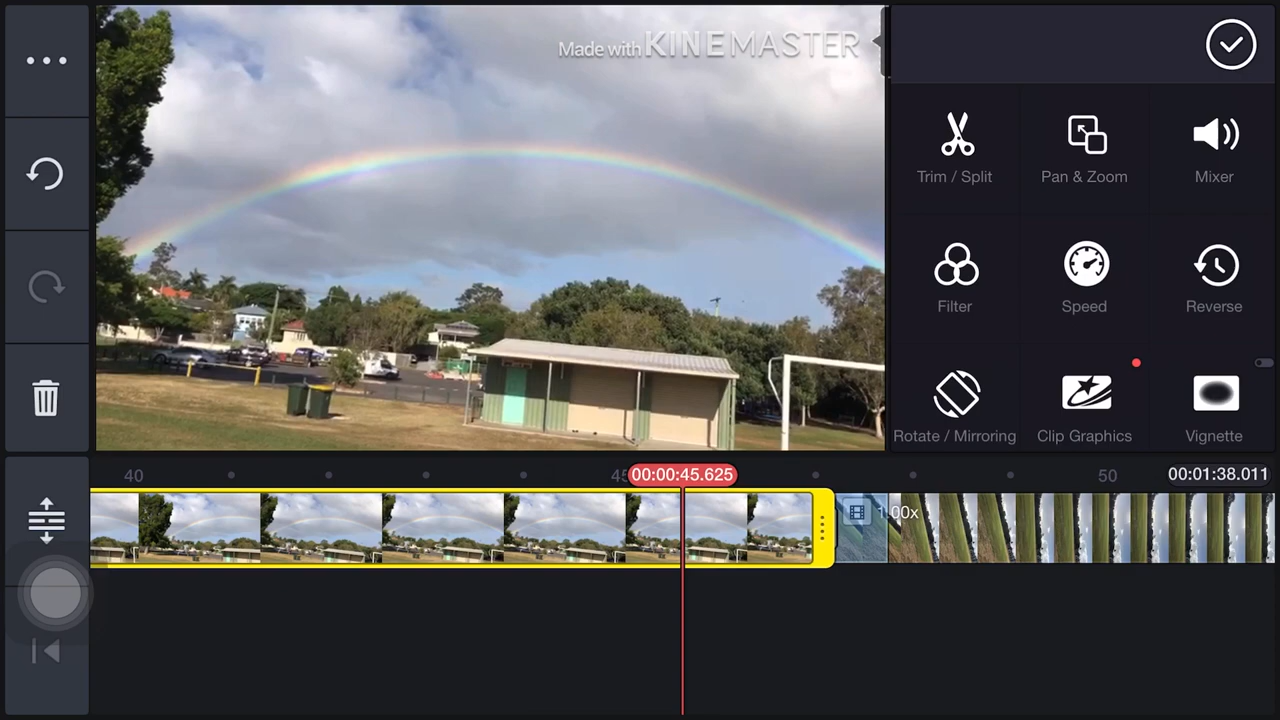 Made with KINEMASTER
Trim / Split
Pan & Zoom
Mixer
Filter
Speed
Reverse
Rotate / Mirroring
Clip Graphics
Vignette
40
45
00:00:45.625
50
00:01:38.011
1.00x